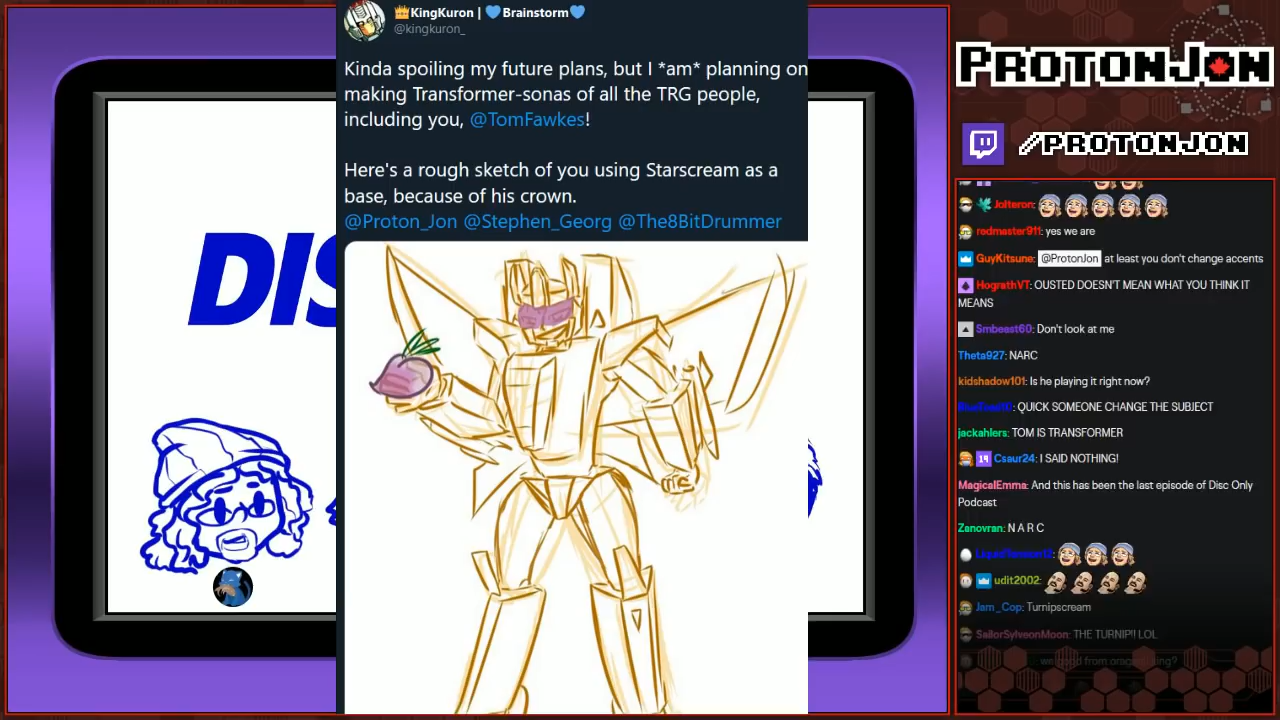 👑KingKuron | 💙Brainstorm💙
@kingkuron_
Kinda spoiling my future plans, but I *am* planning on
making Transformer-sonas of all the TRG people,
including you, @TomFawkes!
Here's a rough sketch of you using Starscream as a
base, because of his crown.
@Proton_Jon @Stephen_Georg @The8BitDrummer
DIS
PROTONJON
/PROTONJON
Jolteron:
redmaster911: yes we are
GuyKitsune: @ProtonJon at least you don't change accents
HograthVT: OUSTED DOESN'T MEAN WHAT YOU THINK IT
MEANS
Smbeast60: Don't look at me
Theta927: NARC
kidshadow101: Is he playing it right now?
QUICK SOMEONE CHANGE THE SUBJECT
jackahlers: TOM IS TRANSFORMER
19 Csaur24: I SAID NOTHING!
MagicalEmma: And this has been the last episode of Disc Only
Podcast
Zanovran: N A R C
udit2002:
Jam_Cop: Turnipscream
SailorSylveonMoon: THE TURNIP!! LOL